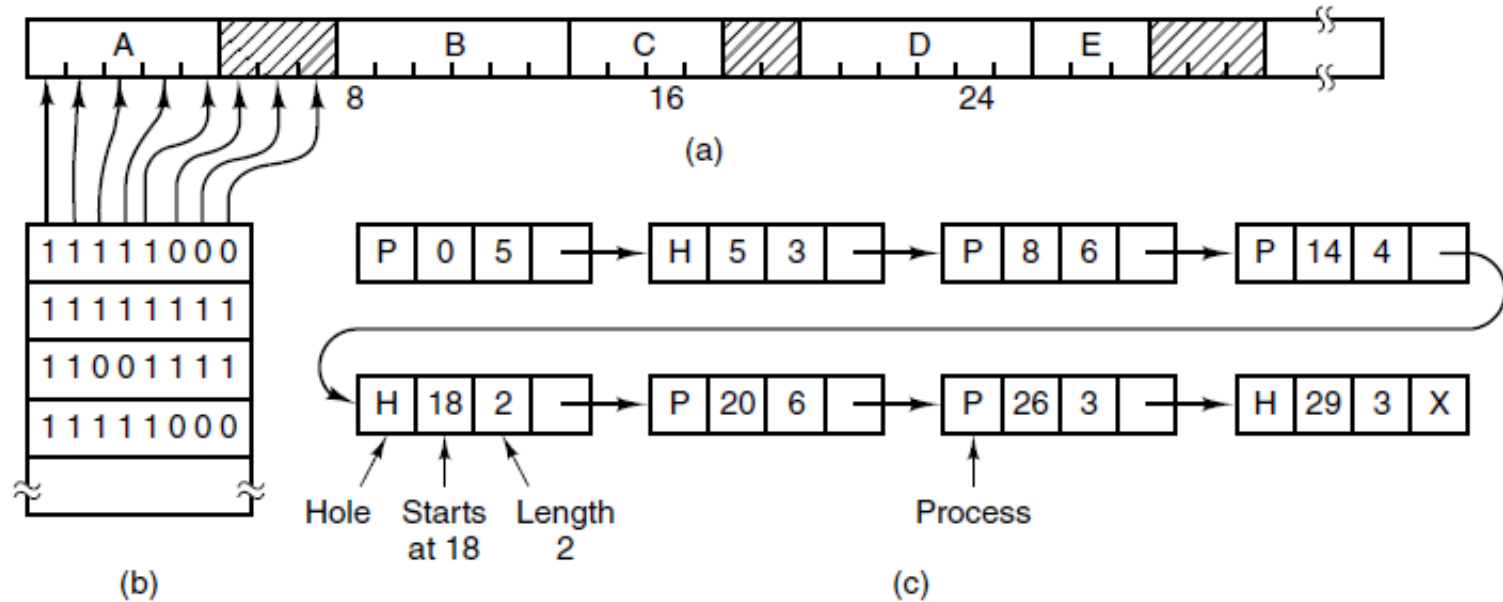 A B C D E
8 16 24
(a)
1 1 1 1 1 0 0 0
1 1 1 1 1 1 1 1
1 1 0 0 1 1 1 1
1 1 1 1 1 0 0 0
(b)
P 0 5 H 5 3 P 8 6 P 14 4
H 18 2 P 20 6 P 26 3 H 29 3 X
Hole Starts at 18 Length 2 Process
(c)